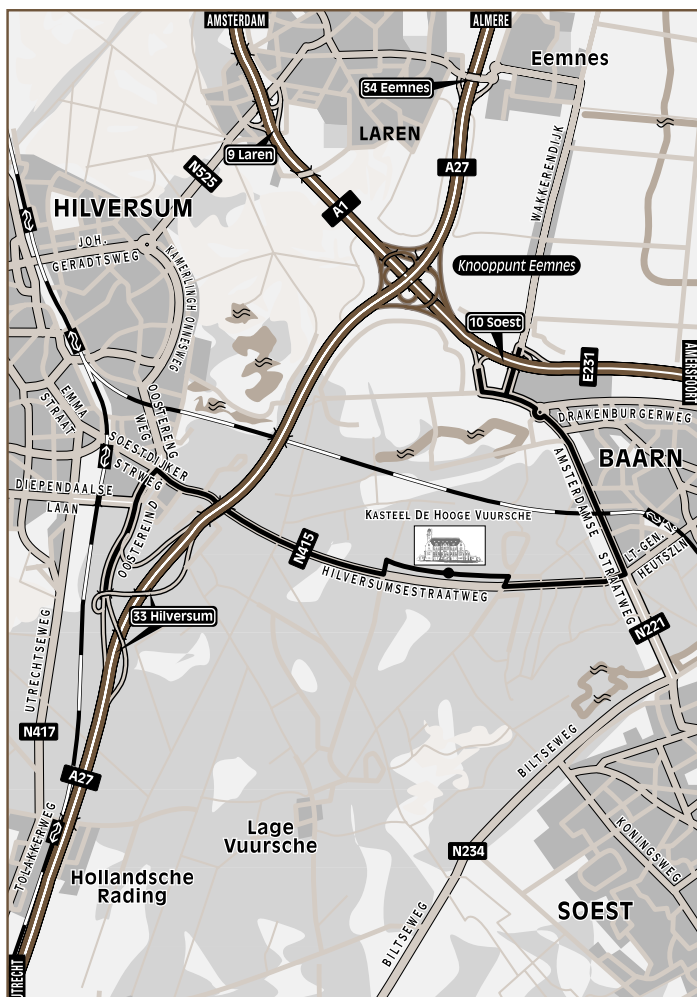 AMSTERDAM
ALMERE
Eemnes
34 Eemnes
LAREN
9 Laren
N525
A27
WAKKERENDIJK
A1
HILVERSUM
JOH.
GERADTSWEG
KAMERLINGH ONNESWEG
Knooppunt Eemnes
10 Soest
E231
AMERSFOORT
EMMA
STRAAT
OOSTERENG
WEG
SOESTDIJKER
STRWEG
DRAKENBURGERWEG
BAARN
AMSTERDAMSE STRAATWEG
DIEPENDAALSE
LAAN
OOSTEREIND
KASTEEL DE HOOGE VUURSCHE
N415
HILVERSUMSESTRAATWEG
LT-GEN.
HEUTSZLN
33 Hilversum
N221
UTRECHTSEWEG
N417
A27
BILTSEWEG
TOLAKKERWEG
Lage
Vuursche
N234
KONINGSWEG
Hollandsche
Rading
SOEST
BILTSEWEG
UTRECHT